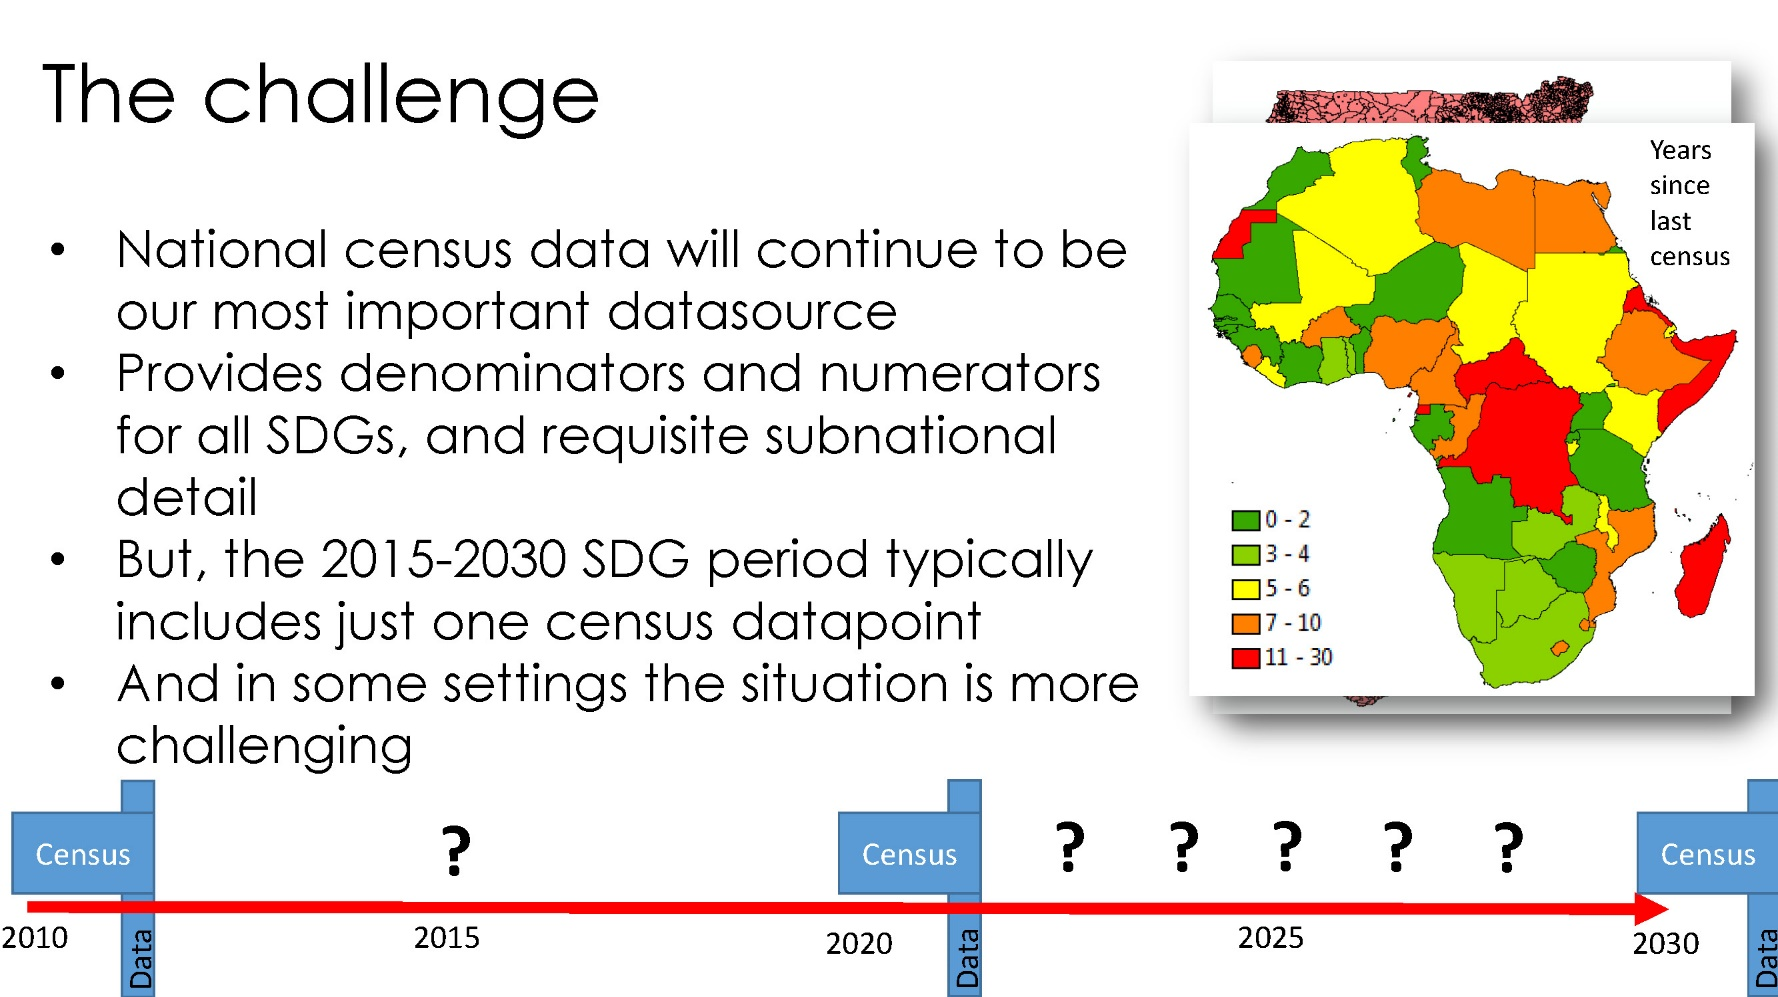 The challenge
• National census data will continue to be
our most important datasource
• Provides denominators and numerators
for all SDGs, and requisite subnational
detail
• But, the 2015-2030 SDG period typically
includes just one census datapoint
• And in some settings the situation is more
challenging
Years
since
last
census
0 - 2
3 - 4
5 - 6
7 - 10
11 - 30
Census
?
Census
? ? ? ? ?
Census
2010
Data
2015
2020
Data
2025
2030
Data